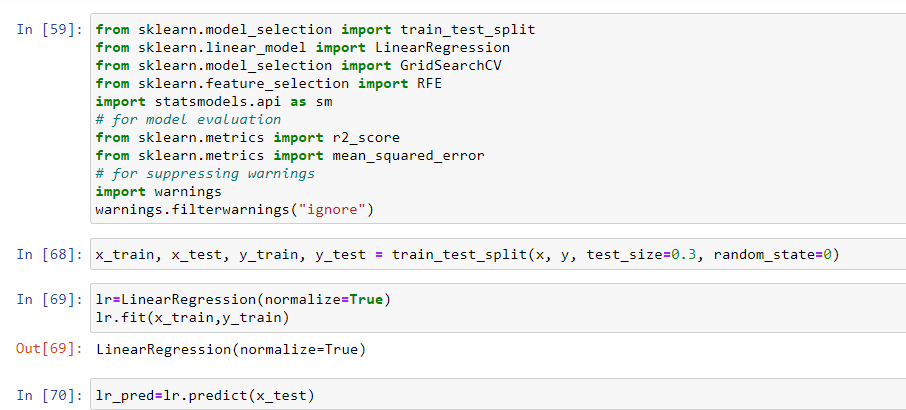 In [59]: from sklearn.model_selection import train_test_split
from sklearn.linear_model import LinearRegression
from sklearn.model_selection import GridSearchCV
from sklearn.feature_selection import RFE
import statsmodels.api as sm
# for model evaluation
from sklearn.metrics import r2_score
from sklearn.metrics import mean_squared_error
# for suppressing warnings
import warnings
warnings.filterwarnings("ignore")
In [68]: x_train, x_test, y_train, y_test = train_test_split(x, y, test_size=0.3, random_state=0)
In [69]: lr=LinearRegression(normalize=True)
lr.fit(x_train,y_train)
Out[69]: LinearRegression(normalize=True)
In [70]: lr_pred=lr.predict(x_test)